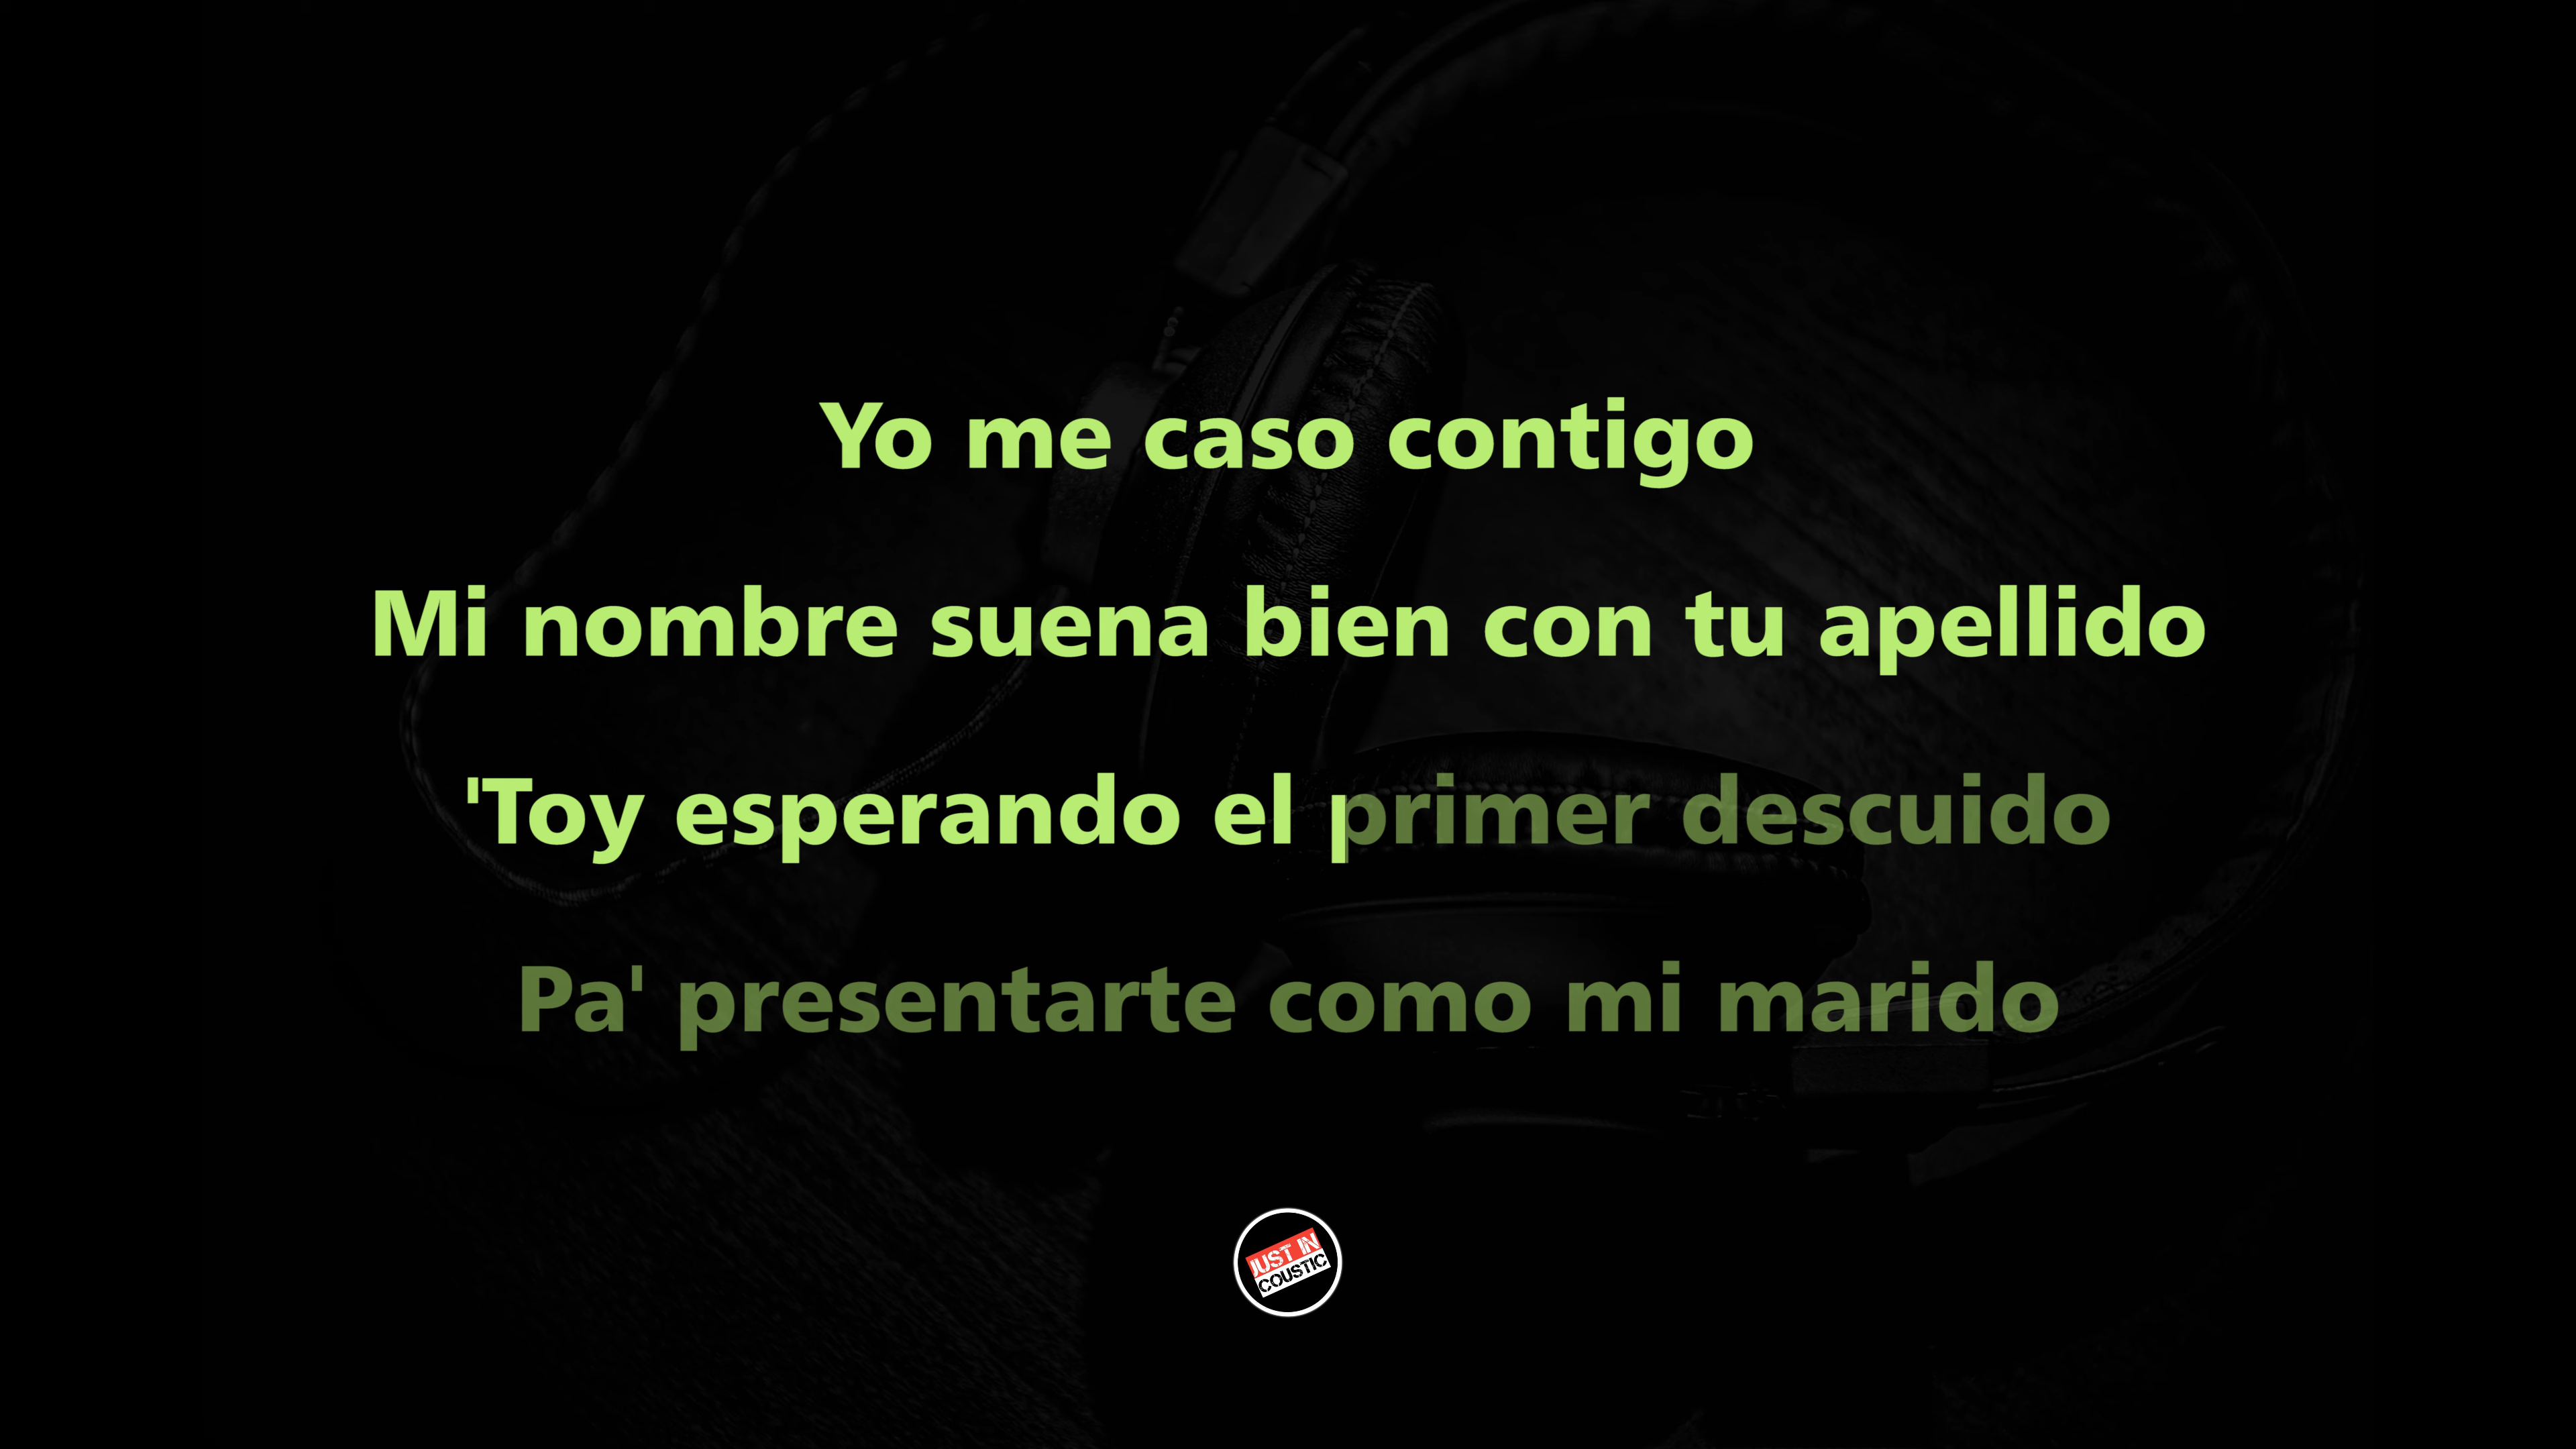 Yo me caso contigo
Mi nombre suena bien con tu apellido
'Toy esperando el primer descuido
Pa' presentarte como mi marido
JUST IN
COUSTIC